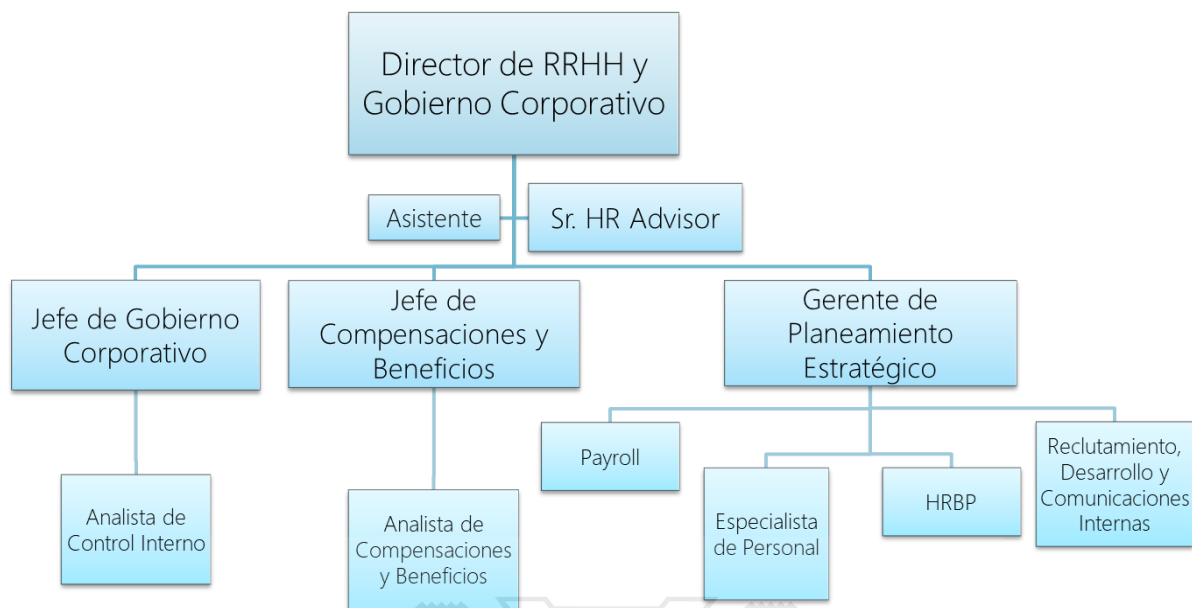 Director de RRHH y
Gobierno Corporativo
Asistente
Sr. HR Advisor
Jefe de Gobierno
Corporativo
Jefe de
Compensaciones y
Beneficios
Gerente de
Planeamiento
Estratégico
Analista de
Control Interno
Analista de
Compensaciones
y Beneficios
Payroll
Especialista
de Personal
HRBP
Reclutamiento,
Desarrollo y
Comunicaciones
Internas